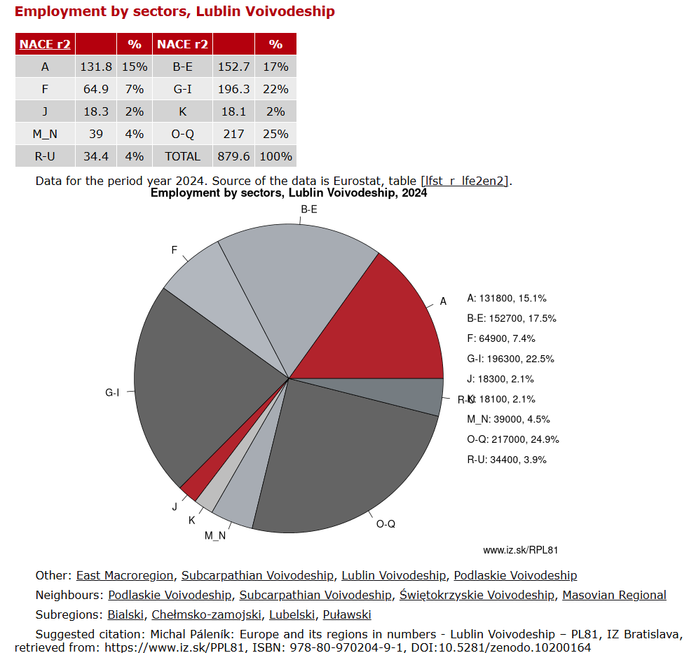 Employment by sectors, Lublin Voivodeship
NACE r2 % NACE r2 %
A 131.8 15% B-E 152.7 17%
F 64.9 7% G-I 196.3 22%
J 18.3 2% K 18.1 2%
M_N 39 4% O-Q 217 25%
R-U 34.4 4% TOTAL 879.6 100%
Data for the period year 2024. Source of the data is Eurostat, table [lfst_r_lfe2en2].
Employment by sectors, Lublin Voivodeship, 2024
B-E
F
A
G-I
R-U
J
K
M_N
O-Q
A: 131800, 15.1%
B-E: 152700, 17.5%
F: 64900, 7.4%
G-I: 196300, 22.5%
J: 18300, 2.1%
K: 18100, 2.1%
M_N: 39000, 4.5%
O-Q: 217000, 24.9%
R-U: 34400, 3.9%
www.iz.sk/RPL81
Other: East Macroregion, Subcarpathian Voivodeship, Lublin Voivodeship, Podlaskie Voivodeship
Neighbours: Podlaskie Voivodeship, Subcarpathian Voivodeship, Świętokrzyskie Voivodeship, Masovian Regional
Subregions: Bialski, Chełmsko-zamojski, Lubelski, Puławski
Suggested citation: Michal Páleník: Europe and its regions in numbers - Lublin Voivodeship – PL81, IZ Bratislava,
retrieved from: https://www.iz.sk/PPL81, ISBN: 978-80-970204-9-1, DOI:10.5281/zenodo.10200164